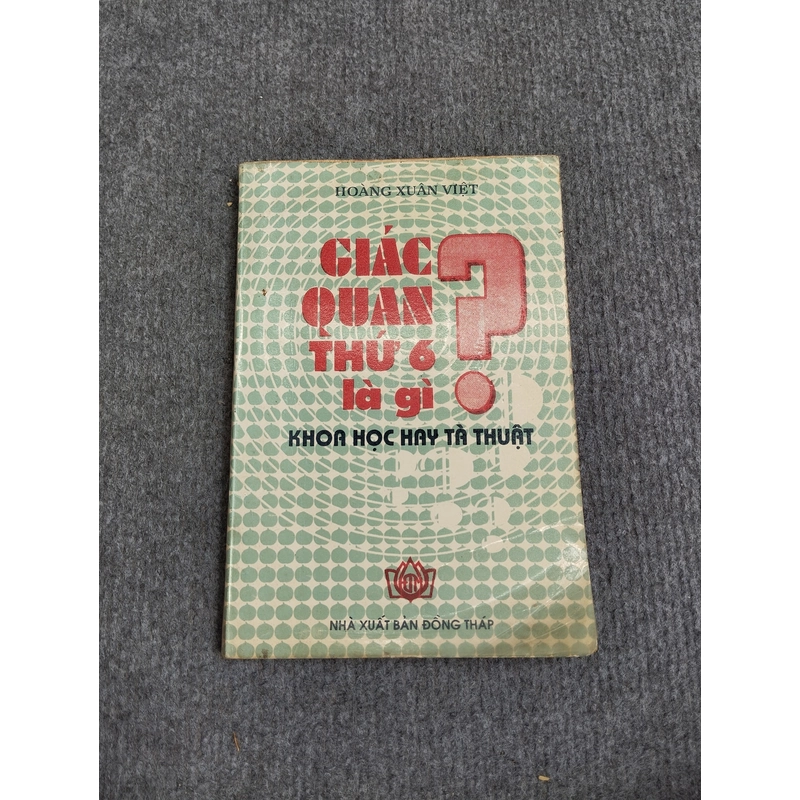 HOÀNG XUÂN VIỆT
GIÁC
QUAN
THỨ 6
là gì
?
KHOA HỌC HAY TÀ THUẬT
NHÀ XUẤT BẢN ĐỒNG THÁP